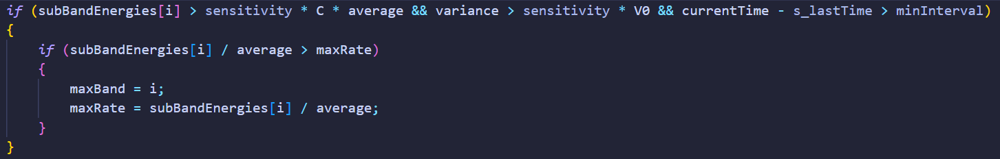 if (subBandEnergies[i] > sensitivity * C * average && variance > sensitivity * V0 && currentTime - s_lastTime > minInterval)
{
    if (subBandEnergies[i] / average > maxRate)
    {
        maxBand = i;
        maxRate = subBandEnergies[i] / average;
    }
}